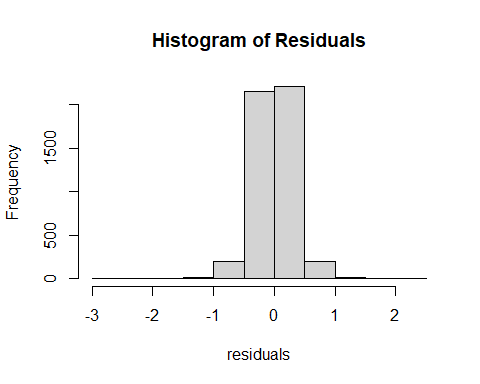 Histogram of Residuals
Frequency
1500
500
0
-3 -2 -1 0 1 2
residuals